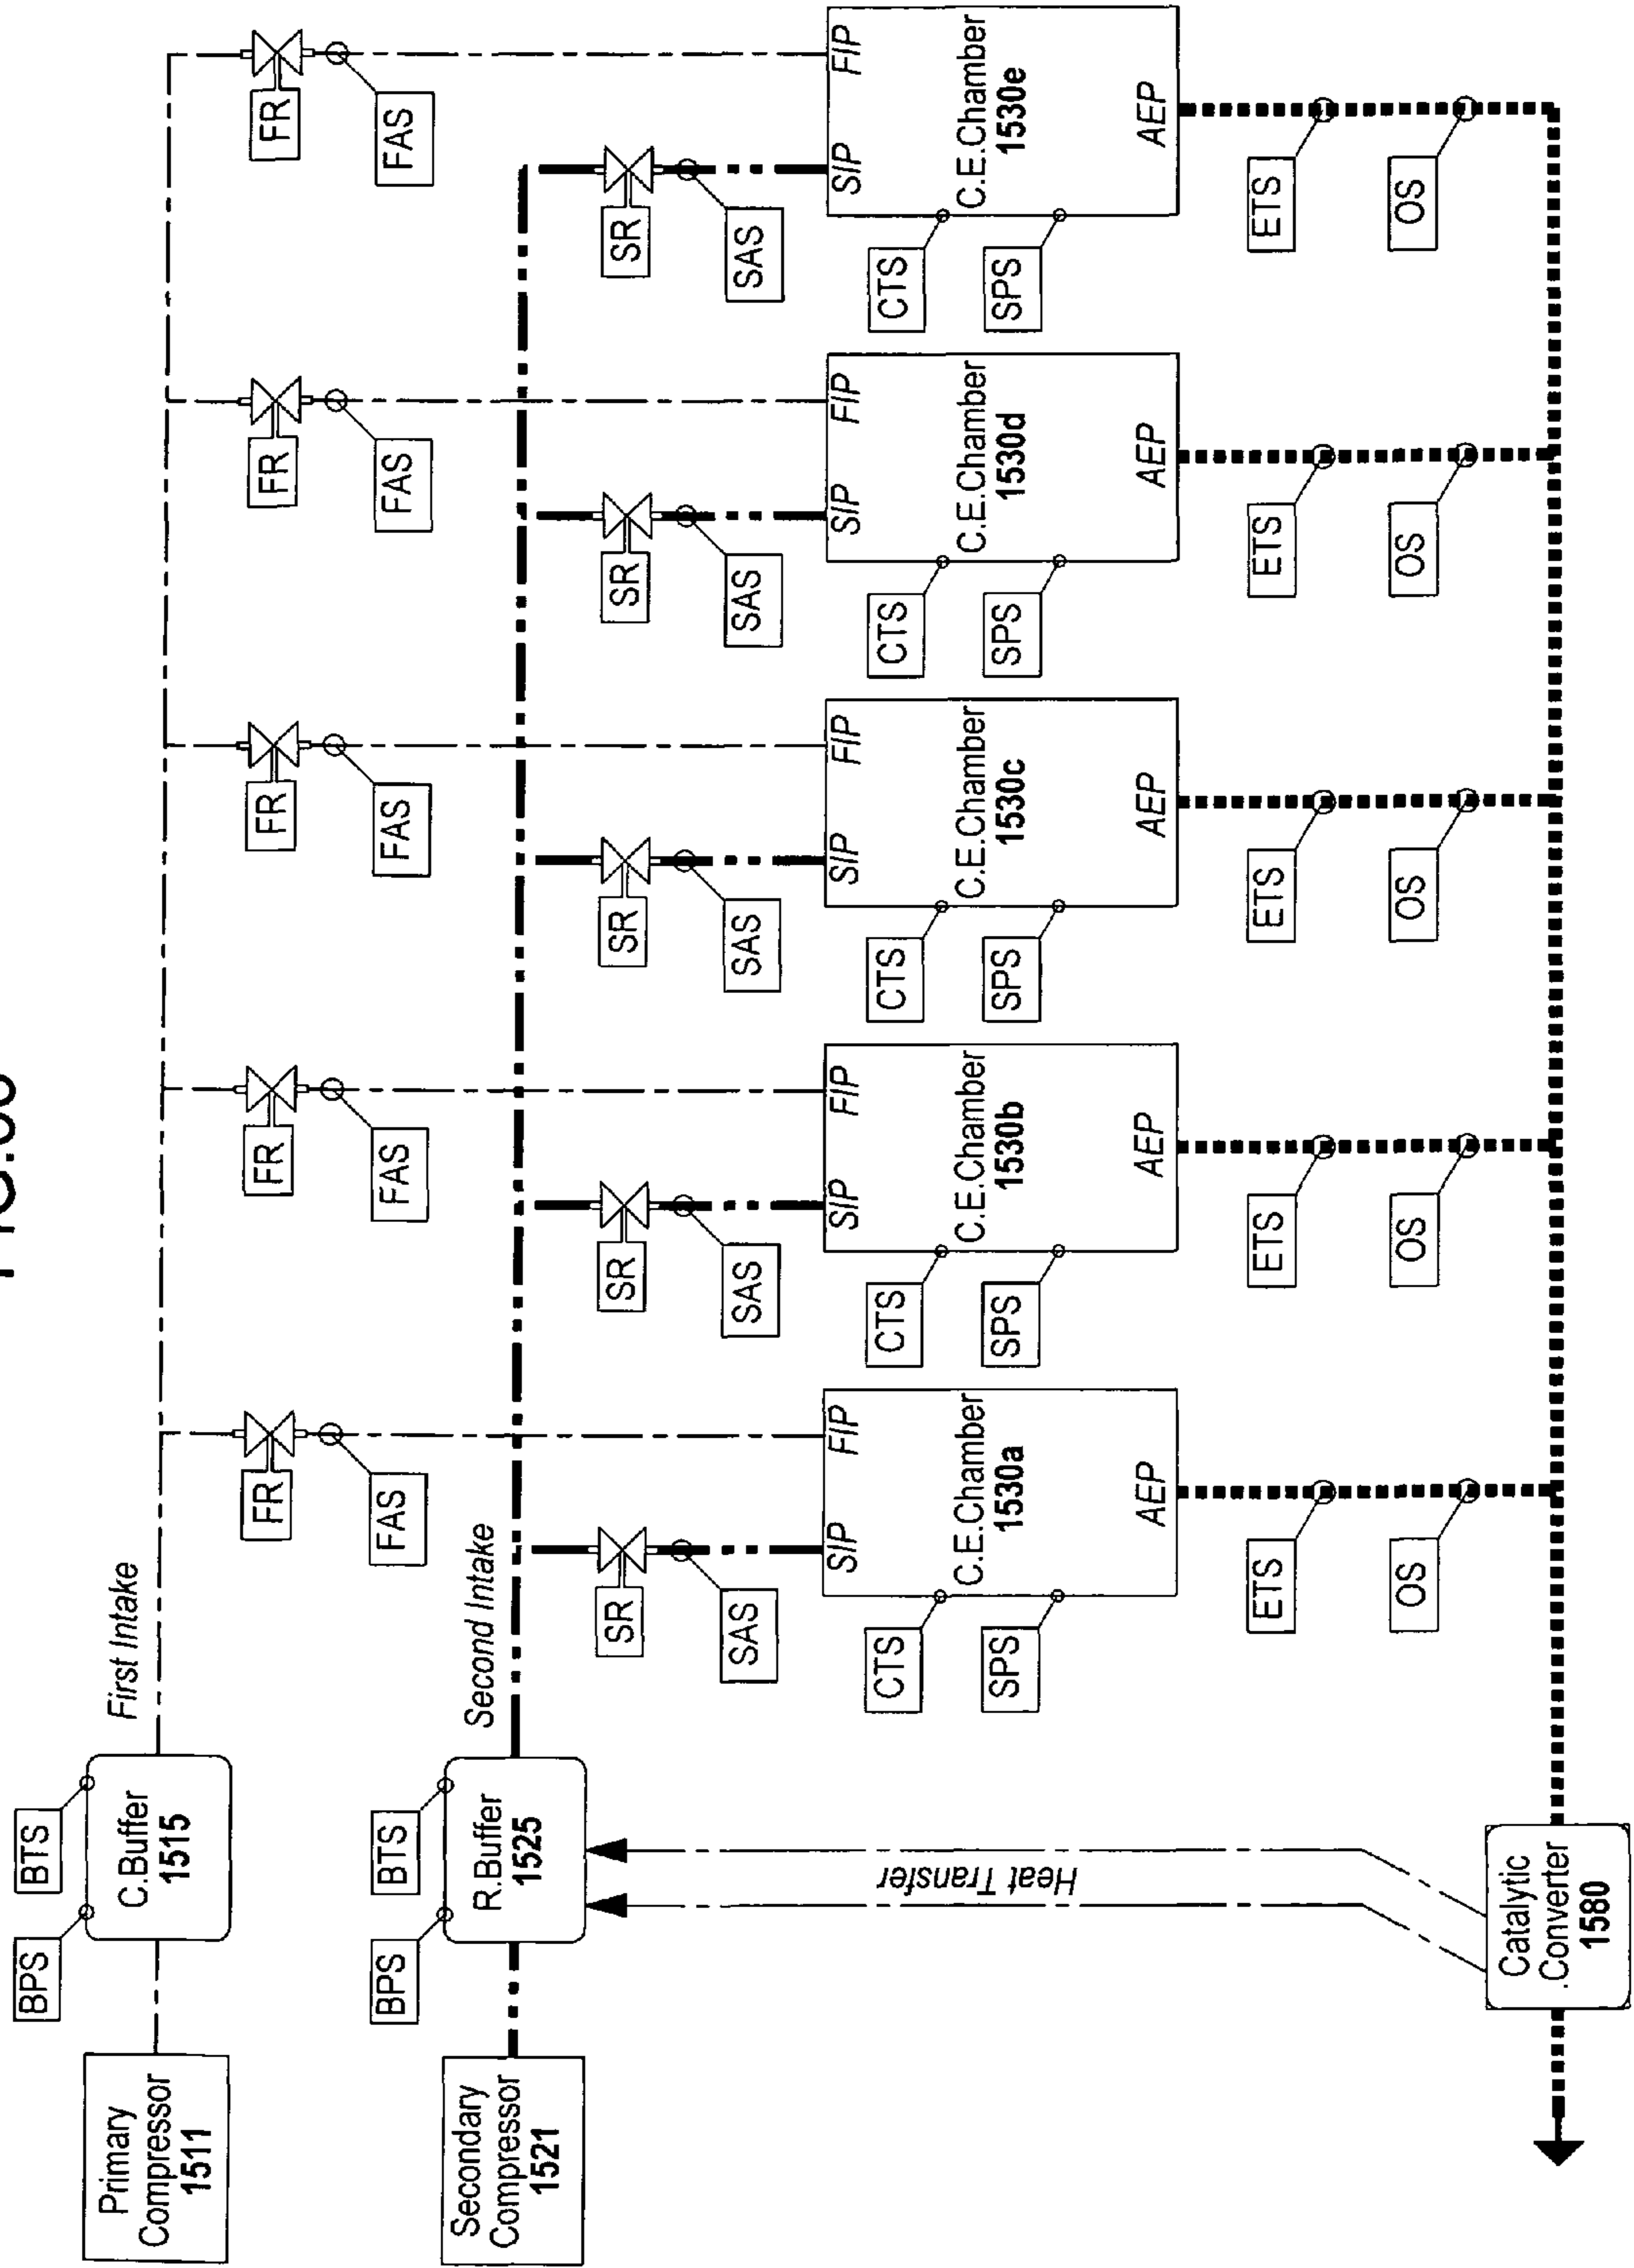 BPS
BTS
Primary
Compressor
1511
C.Buffer
1515
First Intake
FR
FR
FR
FR
FR
FAS
FAS
FAS
FAS
FAS
BPS
BTS
Secondary
Compressor
1521
R.Buffer
1525
Second Intake
SR
SR
SR
SR
SR
SAS
SAS
SAS
SAS
SAS
Heat Transfer
SIP
FIP
CTS
C.E.Chamber
1530a
SPS
AEP
SIP
FIP
CTS
C.E.Chamber
1530b
SPS
AEP
SIP
FIP
CTS
C.E.Chamber
1530c
SPS
AEP
SIP
FIP
CTS
C.E.Chamber
1530d
SPS
AEP
SIP
FIP
CTS
C.E.Chamber
1530e
SPS
AEP
ETS
ETS
ETS
ETS
ETS
OS
OS
OS
OS
OS
Catalytic
.Converter
1580